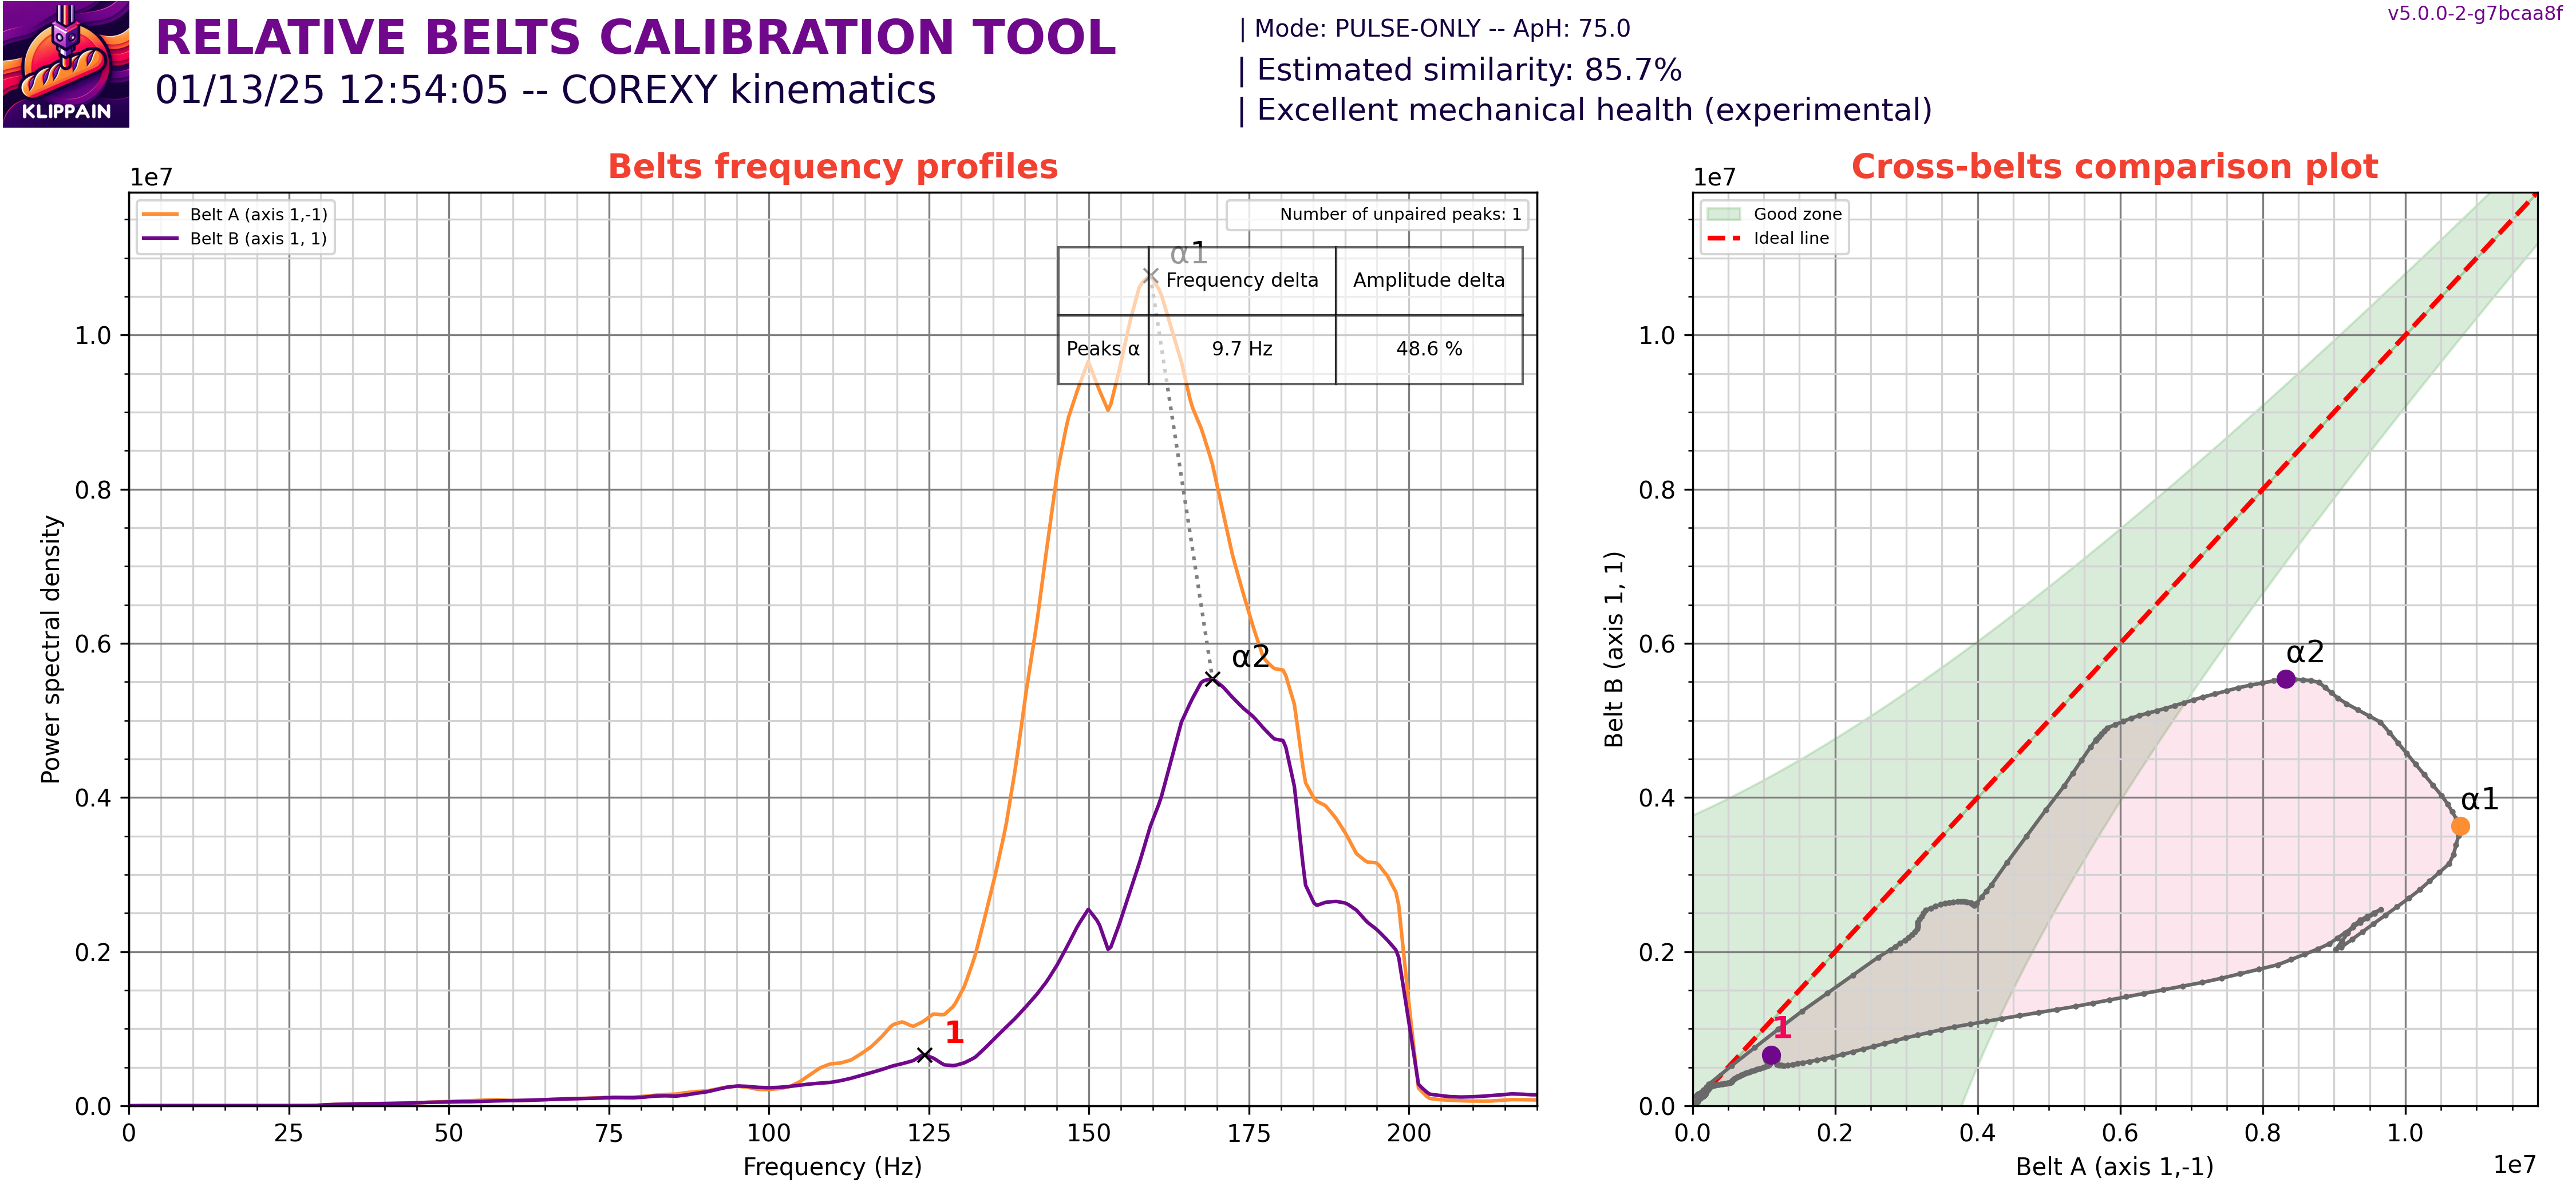 KLIPPAIN
RELATIVE BELTS CALIBRATION TOOL
01/13/25 12:54:05 -- COREXY kinematics
| Mode: PULSE-ONLY -- ApH: 75.0
| Estimated similarity: 85.7%
| Excellent mechanical health (experimental)
v5.0.0-2-g7bcaa8f
Belts frequency profiles
1e7
Belt A (axis 1,-1)
Belt B (axis 1, 1)
Number of unpaired peaks: 1
α1
Frequency delta
Amplitude delta
Peaks α
9.7 Hz
48.6 %
α2
1
Power spectral density
1.0
0.8
0.6
0.4
0.2
0.0
0
25
50
75
100
125
150
175
200
Frequency (Hz)
Cross-belts comparison plot
1e7
Good zone
Ideal line
α2
α1
1
Belt B (axis 1, 1)
1.0
0.8
0.6
0.4
0.2
0.0
0.0
0.2
0.4
0.6
0.8
1.0
Belt A (axis 1,-1)
1e7